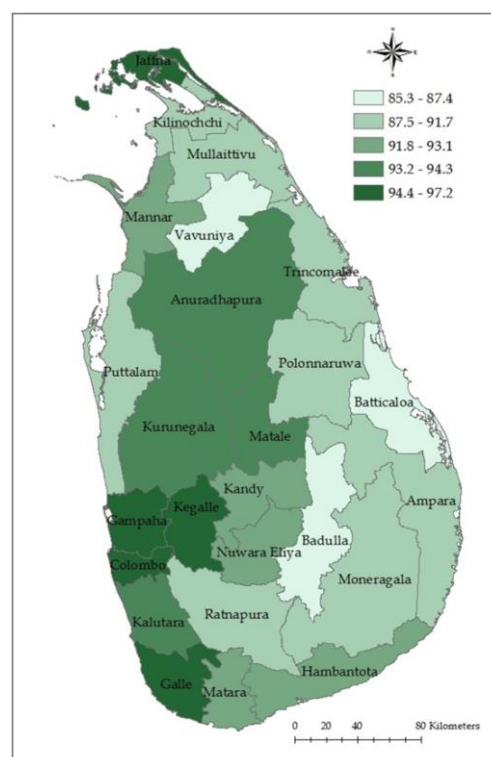 N
Jaffna
85.3 - 87.4
87.5 - 91.7
91.8 - 93.1
93.2 - 94.3
94.4 - 97.2
Kilinochchi
Mullaittivu
Mannar
Vavuniya
Trincomalee
Anuradhapura
Puttalam
Polonnaruwa
Batticaloa
Kurunegala
Matale
Kandy
Ampara
Kegalle
Gampaha
Nuwara Eliya
Badulla
Colombo
Moneragala
Ratnapura
Kalutara
Hambantota
Galle
Matara
0 20 40 80 Kilometers